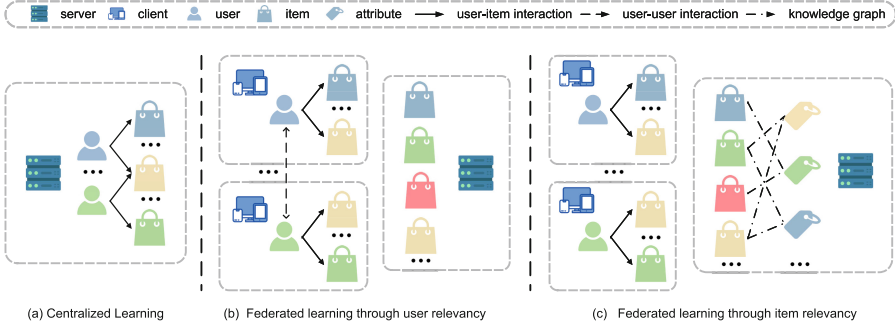 server client user item attribute user-item interaction user-user interaction knowledge graph
(a) Centralized Learning (b) Federated learning through user relevancy (c) Federated learning through item relevancy